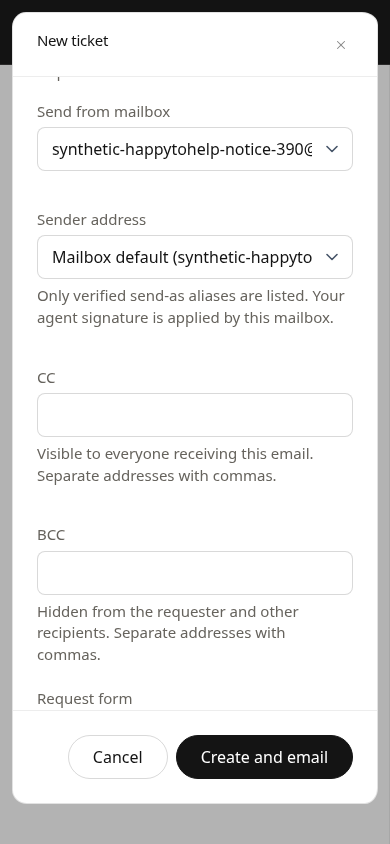 New ticket
Send from mailbox
synthetic-happytohelp-notice-390@
Sender address
Mailbox default (synthetic-happyto
Only verified send-as aliases are listed. Your
agent signature is applied by this mailbox.
CC
Visible to everyone receiving this email.
Separate addresses with commas.
BCC
Hidden from the requester and other
recipients. Separate addresses with
commas.
Request form
Cancel
Create and email